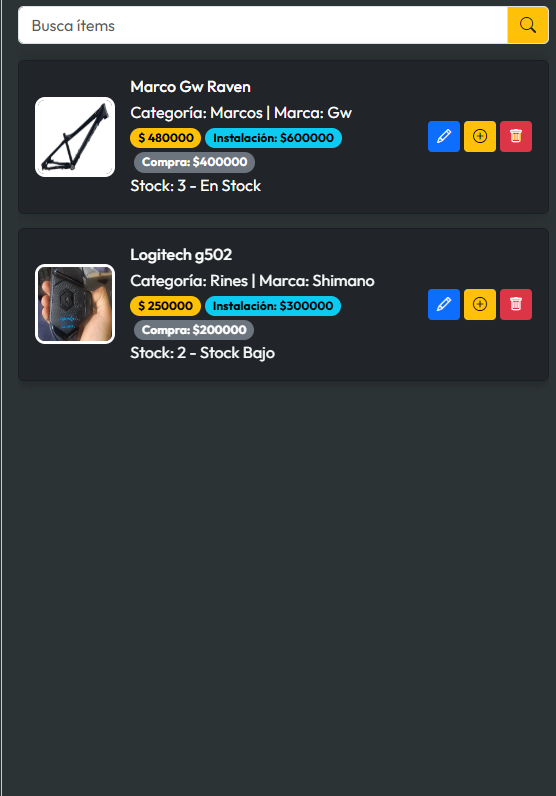 Busca ítems
Marco Gw Raven
Categoría: Marcos | Marca: Gw
$ 480000 Instalación: $600000
Compra: $400000
Stock: 3 - En Stock
Logitech g502
Categoría: Rines | Marca: Shimano
$ 250000 Instalación: $300000
Compra: $200000
Stock: 2 - Stock Bajo